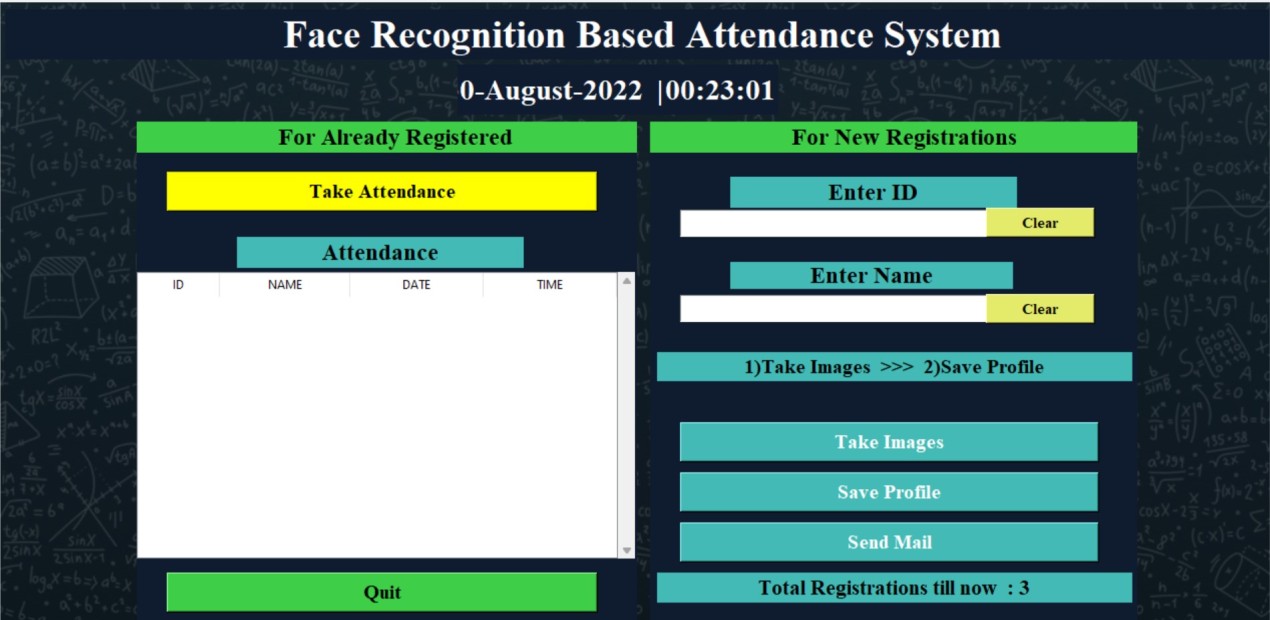 Face Recognition Based Attendance System
0-August-2022 |00:23:01
For Already Registered
Take Attendance
Attendance
ID NAME DATE TIME
Quit
For New Registrations
Enter ID
Clear
Enter Name
Clear
1)Take Images >>> 2)Save Profile
Take Images
Save Profile
Send Mail
Total Registrations till now : 3